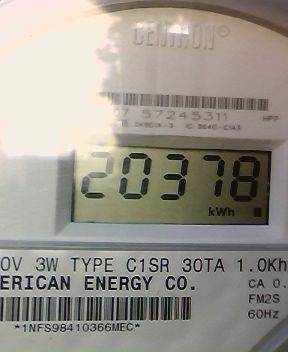 CENTRON®
57245311
HPP
20378
kWh
0V 3W TYPE C1SR 30TA 1.0Kh
ERICAN ENERGY CO.
CA 0.
FM2S
60Hz
*1NFS98410366MEC*